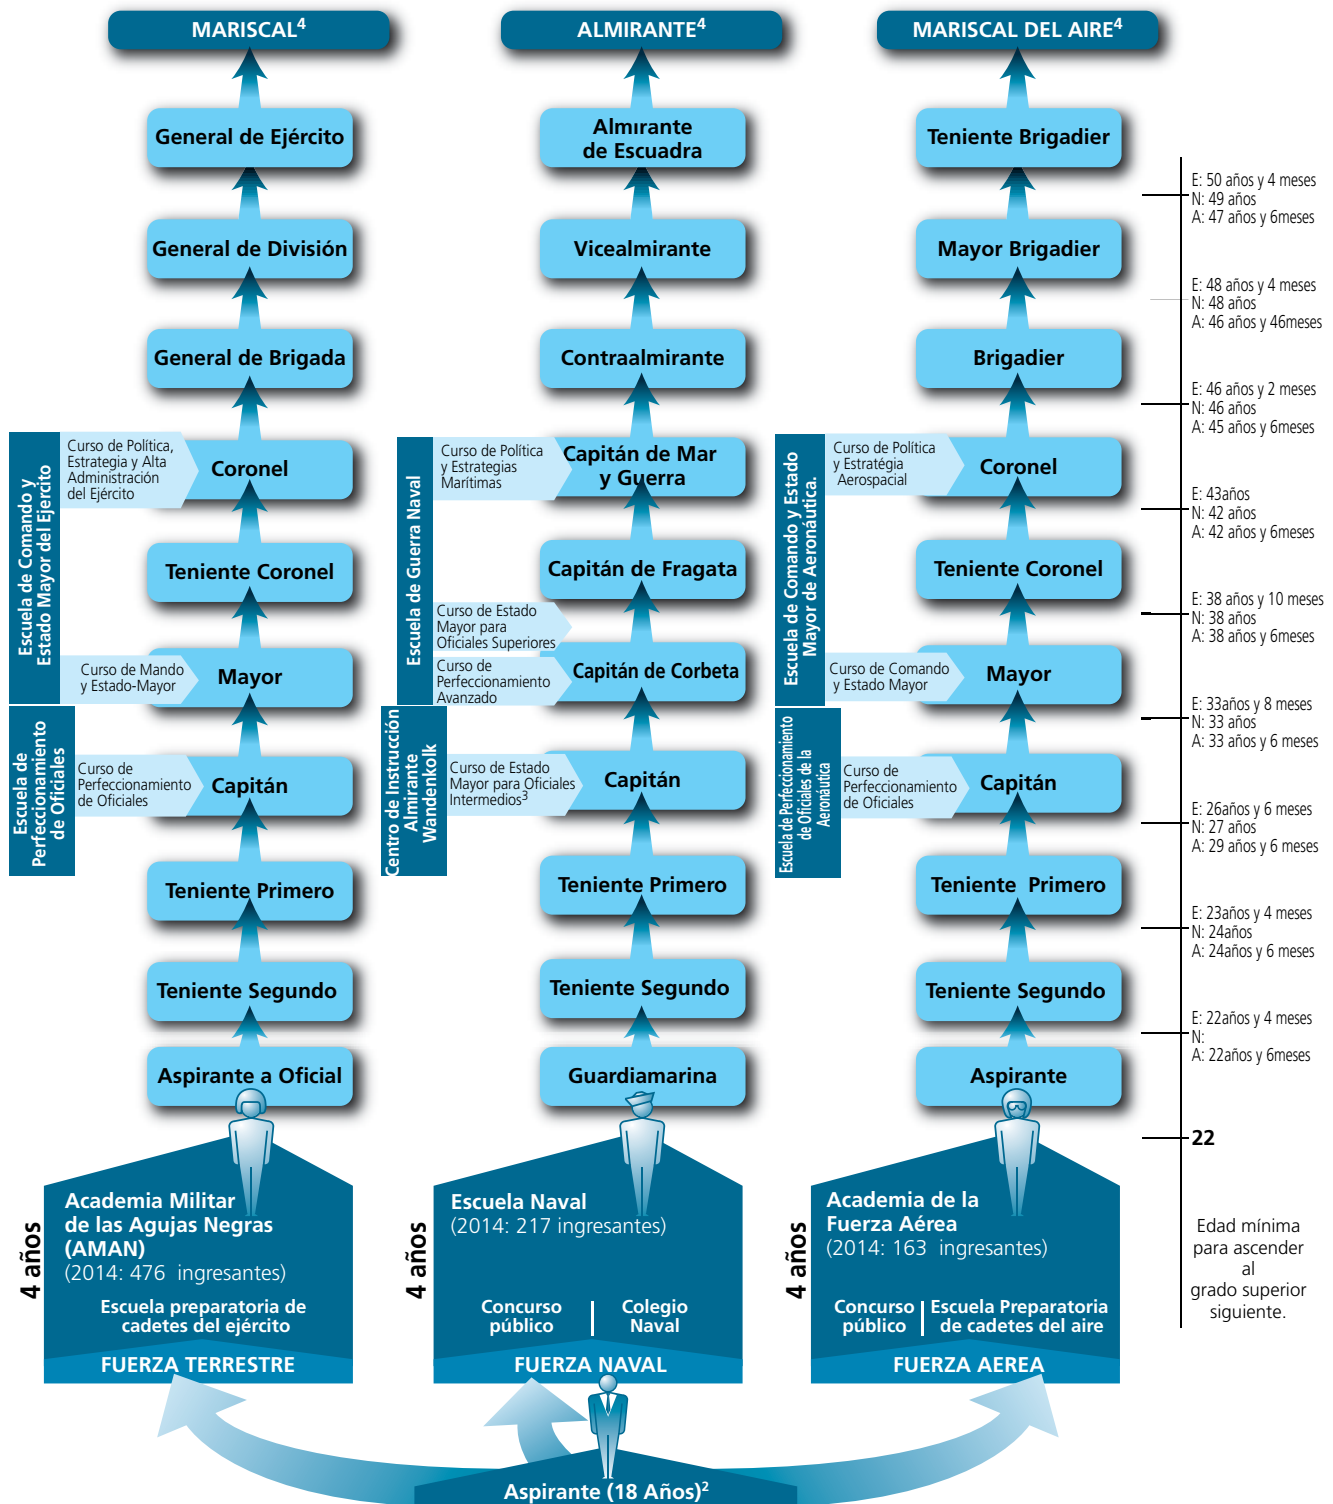 MARISCAL4
ALMIRANTE4
MARISCAL DEL AIRE4
General de Ejército
Almirante
de Escuadra
Teniente Brigadier
E: 50 años y 4 meses
N: 49 años
A: 47 años y 6meses
General de División
Vicealmirante
Mayor Brigadier
E: 48 años y 4 meses
N: 48 años
A: 46 años y 46meses
General de Brigada
Contraalmirante
Brigadier
E: 46 años y 2 meses
N: 46 años
A: 45 años y 6meses
Escuela de Comando y
Estado Mayor del Ejercito
Curso de Política,
Estrategia y Alta
Administración
del Ejército
Coronel
Escuela de Guerra Naval
Curso de Política
y Estrategias
Marítimas
Capitán de Mar
y Guerra
Escuela de Comando y Estado
Mayor de Aeronáutica.
Curso de Política
y Estratégia
Aerospacial
Coronel
E: 43años
N: 42 años
A: 42 años y 6meses
Teniente Coronel
Capitán de Fragata
Teniente Coronel
E: 38 años y 10 meses
N: 38 años
A: 38 años y 6meses
Curso de Mando
y Estado-Mayor
Mayor
Curso de Estado
Mayor para
Oficiales Superiores
Curso de
Perfeccionamiento
Avanzado
Capitán de Corbeta
Curso de Comando
y Estado Mayor
Mayor
E: 33años y 8 meses
N: 33 años
A: 33 años y 6 meses
Escuela de
Perfeccionamiento
de Oficiales
Curso de
Perfeccionamiento
de Oficiales
Capitán
Centro de Instrucción
Almirante
Wandenkolk
Curso de Estado
Mayor para Oficiales
Intermedios3
Capitán
Escuela de Perfeccionamiento
de Oficiales de la
Aeronáutica
Curso de
Perfeccionamiento
de Oficiales
Capitán
E: 26años y 6 meses
N: 27 años
A: 29 años y 6 meses
Teniente Primero
Teniente Primero
Teniente Primero
E: 23años y 4 meses
N: 24años
A: 24años y 6 meses
Teniente Segundo
Teniente Segundo
Teniente Segundo
E: 22años y 4 meses
N:
A: 22años y 6meses
Aspirante a Oficial
Guardiamarina
Aspirante
22
4 años
Academia Militar
de las Agujas Negras
(AMAN)
(2014: 476 ingresantes)
Escuela preparatoria de
cadetes del ejército
FUERZA TERRESTRE
4 años
Escuela Naval
(2014: 217 ingresantes)
Concurso
público
Colegio
Naval
FUERZA NAVAL
4 años
Academia de la
Fuerza Aérea
(2014: 163 ingresantes)
Concurso
público
Escuela Preparatoria
de cadetes del aire
FUERZA AEREA
Edad mínima
para ascender
al
grado superior
siguiente.
Aspirante (18 Años)2